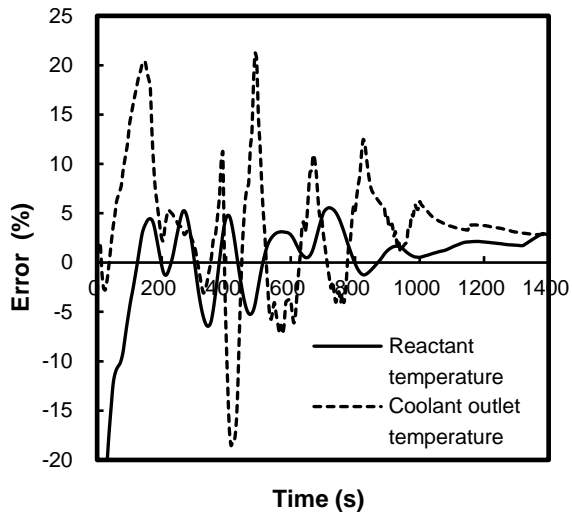 25
20
15
10
5
0
-5
-10
-15
-20
0 200 400 600 800 1000 1200 1400
Error (%)
Time (s)
Reactant
temperature
Coolant outlet
temperature